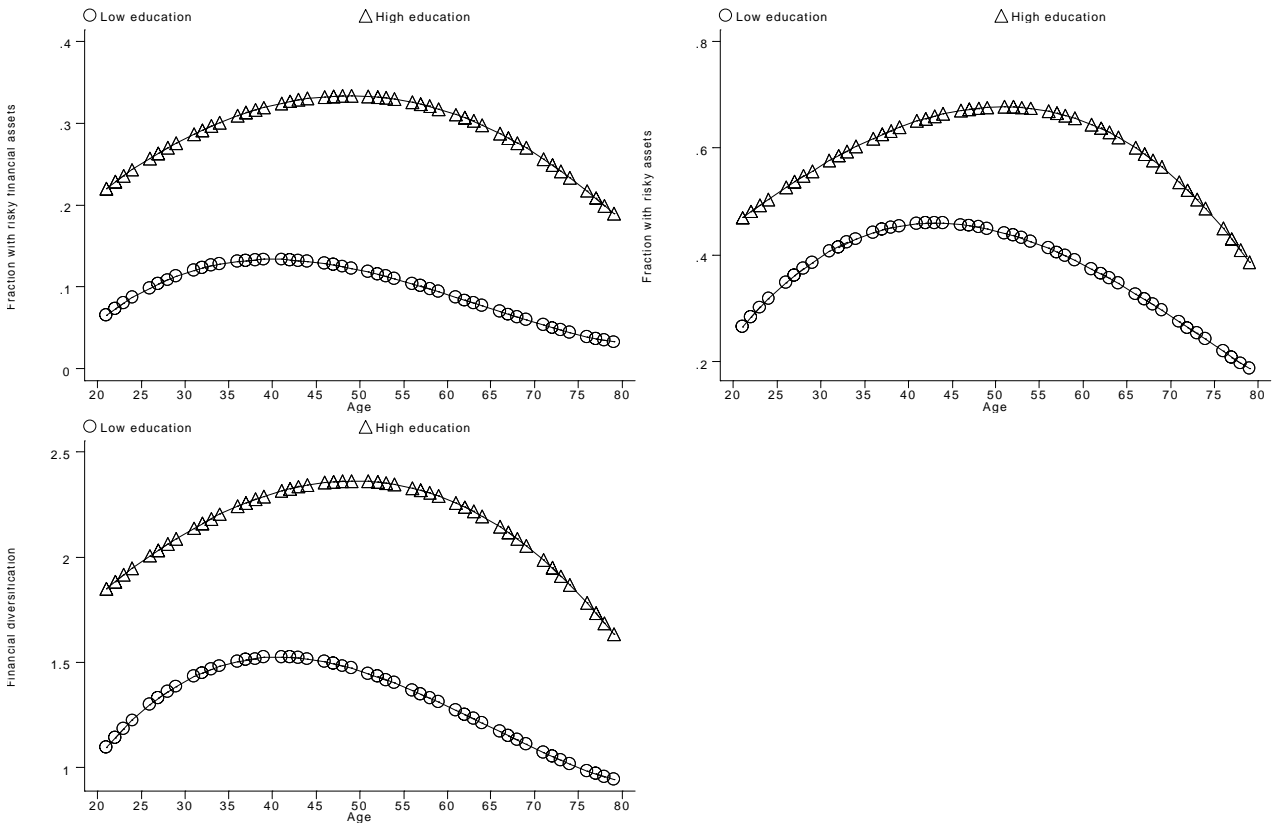 Low education High education
Fraction with risky financial assets
.4
.3
.2
.1
0
20 25 30 35 40 45 50 55 60 65 70 75 80
Age
Low education High education
Fraction with risky assets
.8
.6
.4
.2
20 25 30 35 40 45 50 55 60 65 70 75 80
Age
Low education High education
Financial diversification
2.5
2
1.5
1
20 25 30 35 40 45 50 55 60 65 70 75 80
Age